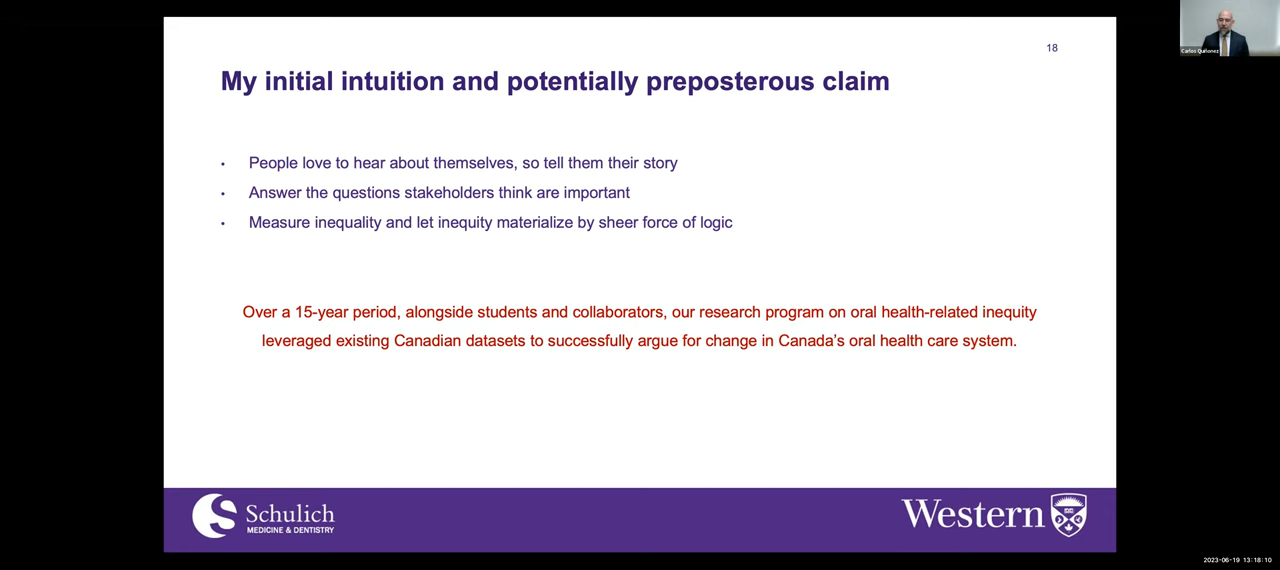 18
Carlos Quiñonez
My initial intuition and potentially preposterous claim
• People love to hear about themselves, so tell them their story
• Answer the questions stakeholders think are important
• Measure inequality and let inequity materialize by sheer force of logic
Over a 15-year period, alongside students and collaborators, our research program on oral health-related inequity
leveraged existing Canadian datasets to successfully argue for change in Canada’s oral health care system.
Schulich
MEDICINE & DENTISTRY
Western
2023-06-19 13:18:10